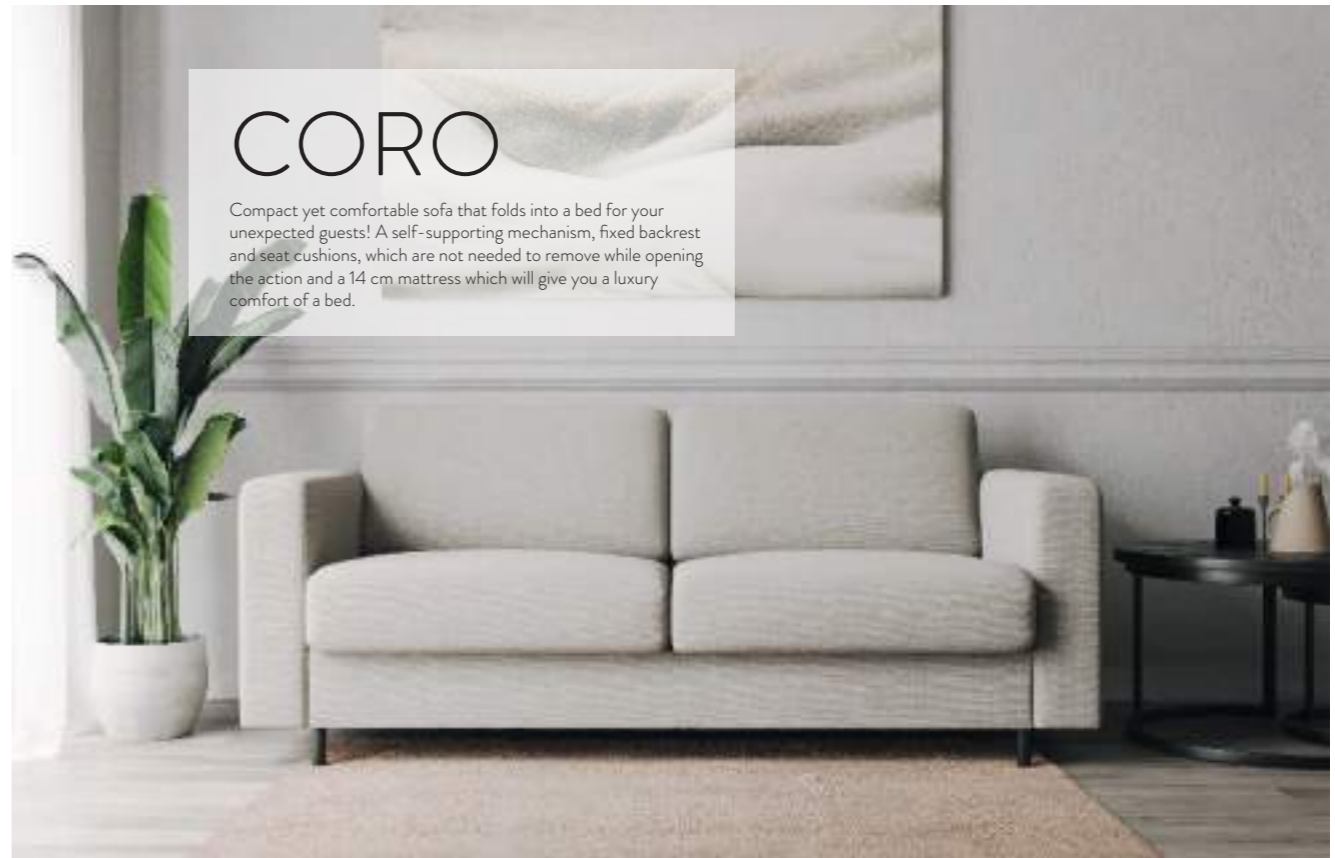 CORO
Compact yet comfortable sofa that folds into a bed for your
unexpected guests! A self-supporting mechanism, fixed backrest
and seat cushions, which are not needed to remove while opening
the action and a 14 cm mattress which will give you a luxury
comfort of a bed.